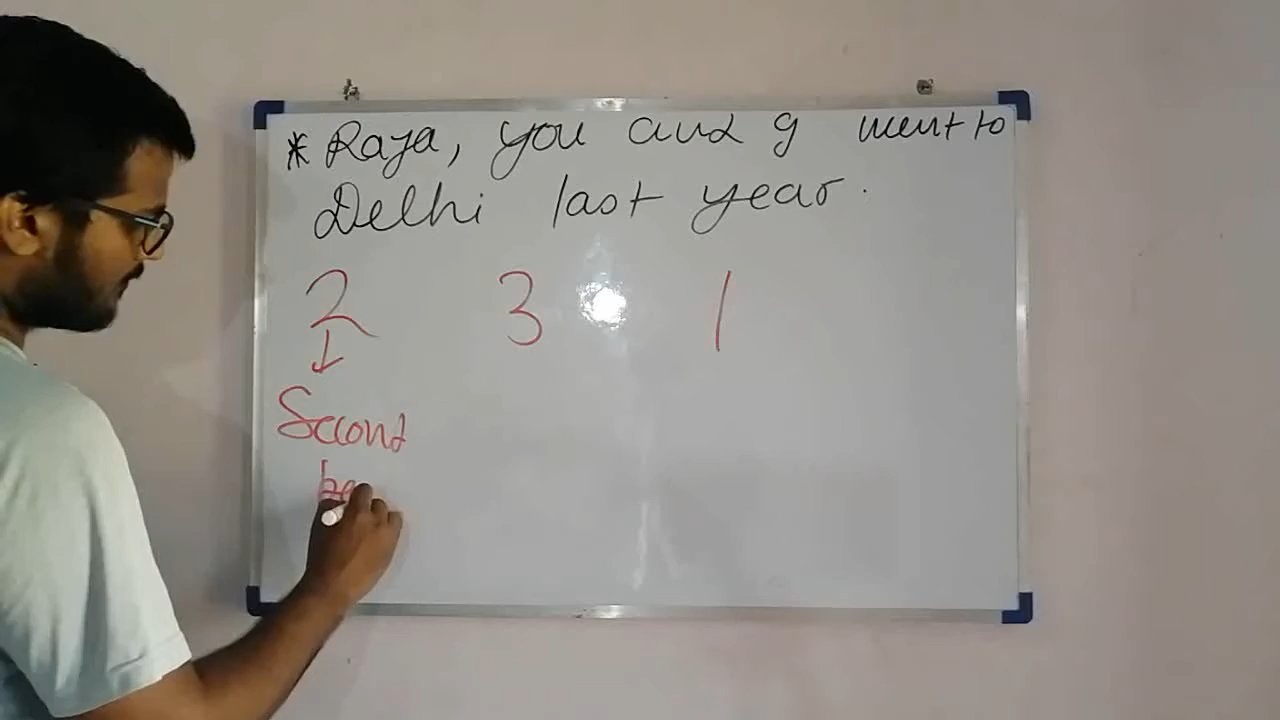 * Raja, you and I went to
Delhi last year.
2 3 1
↓
Second